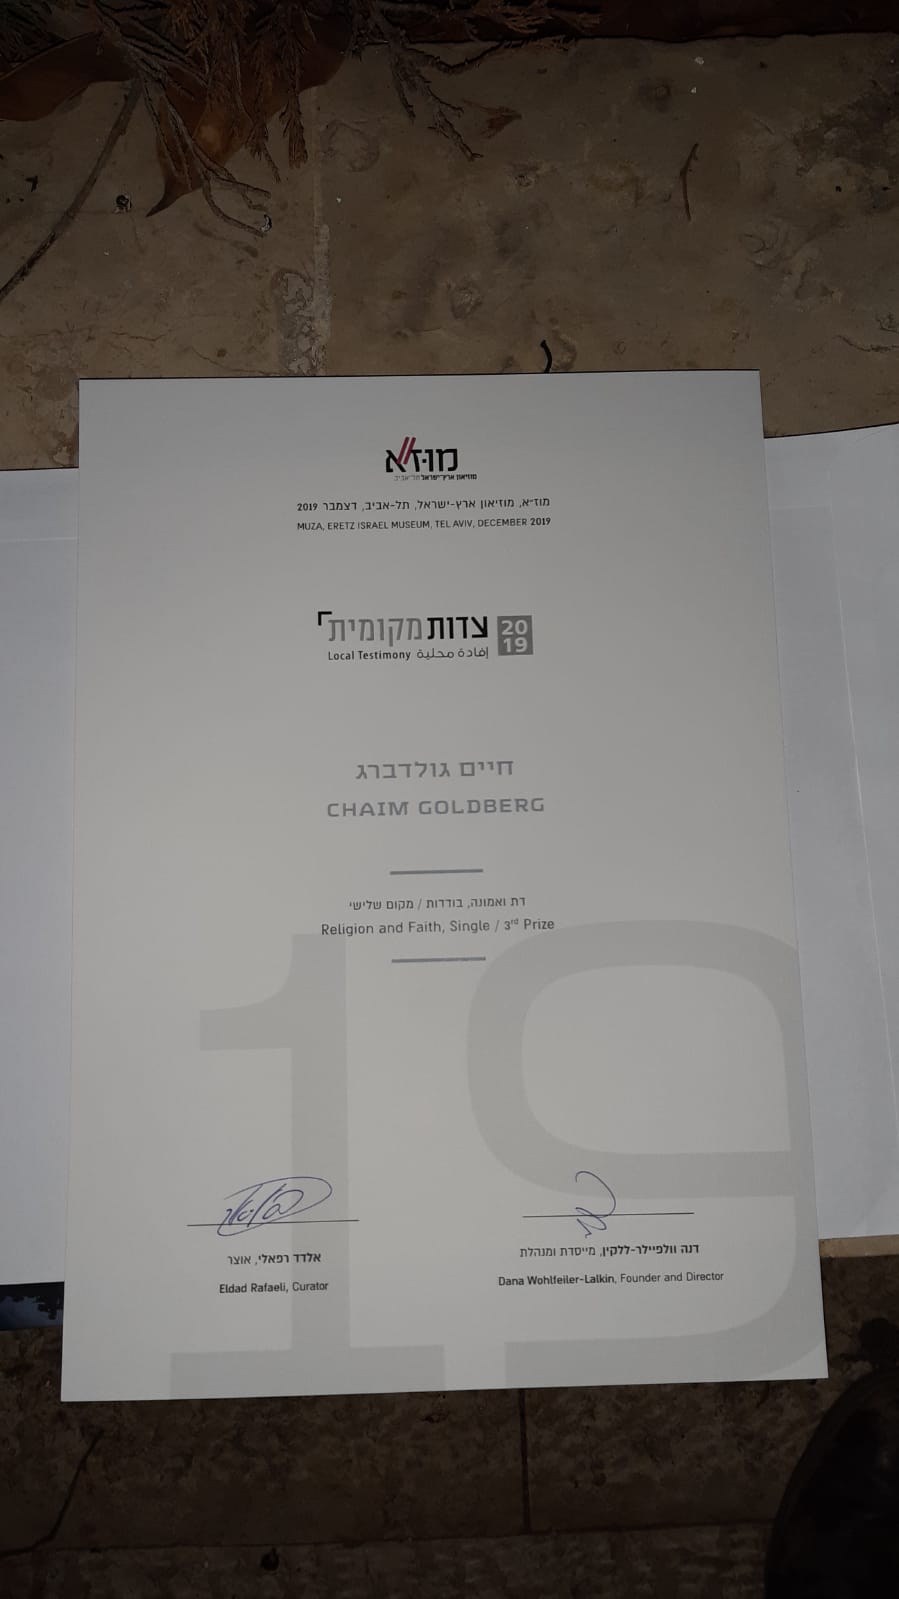 מוזא
מוזיאון ארץ־ישראל תל־אביב
מוז״א, מוזיאון ארץ-ישראל, תל-אביב, דצמבר 2019
MUZA, ERETZ ISRAEL MUSEUM, TEL AVIV, DECEMBER 2019
עדות מקומית 2019
Local Testimony إفادة محلية
חיים גולדברג
CHAIM GOLDBERG
דת ואמונה, בודדות / מקום שלישי
Religion and Faith, Single / 3rd Prize
19
אלדד רפאלי, אוצר
Eldad Rafaeli, Curator
דנה וולפיילר-ללקין, מייסדת ומנהלת
Dana Wohlfeiler-Lalkin, Founder and Director